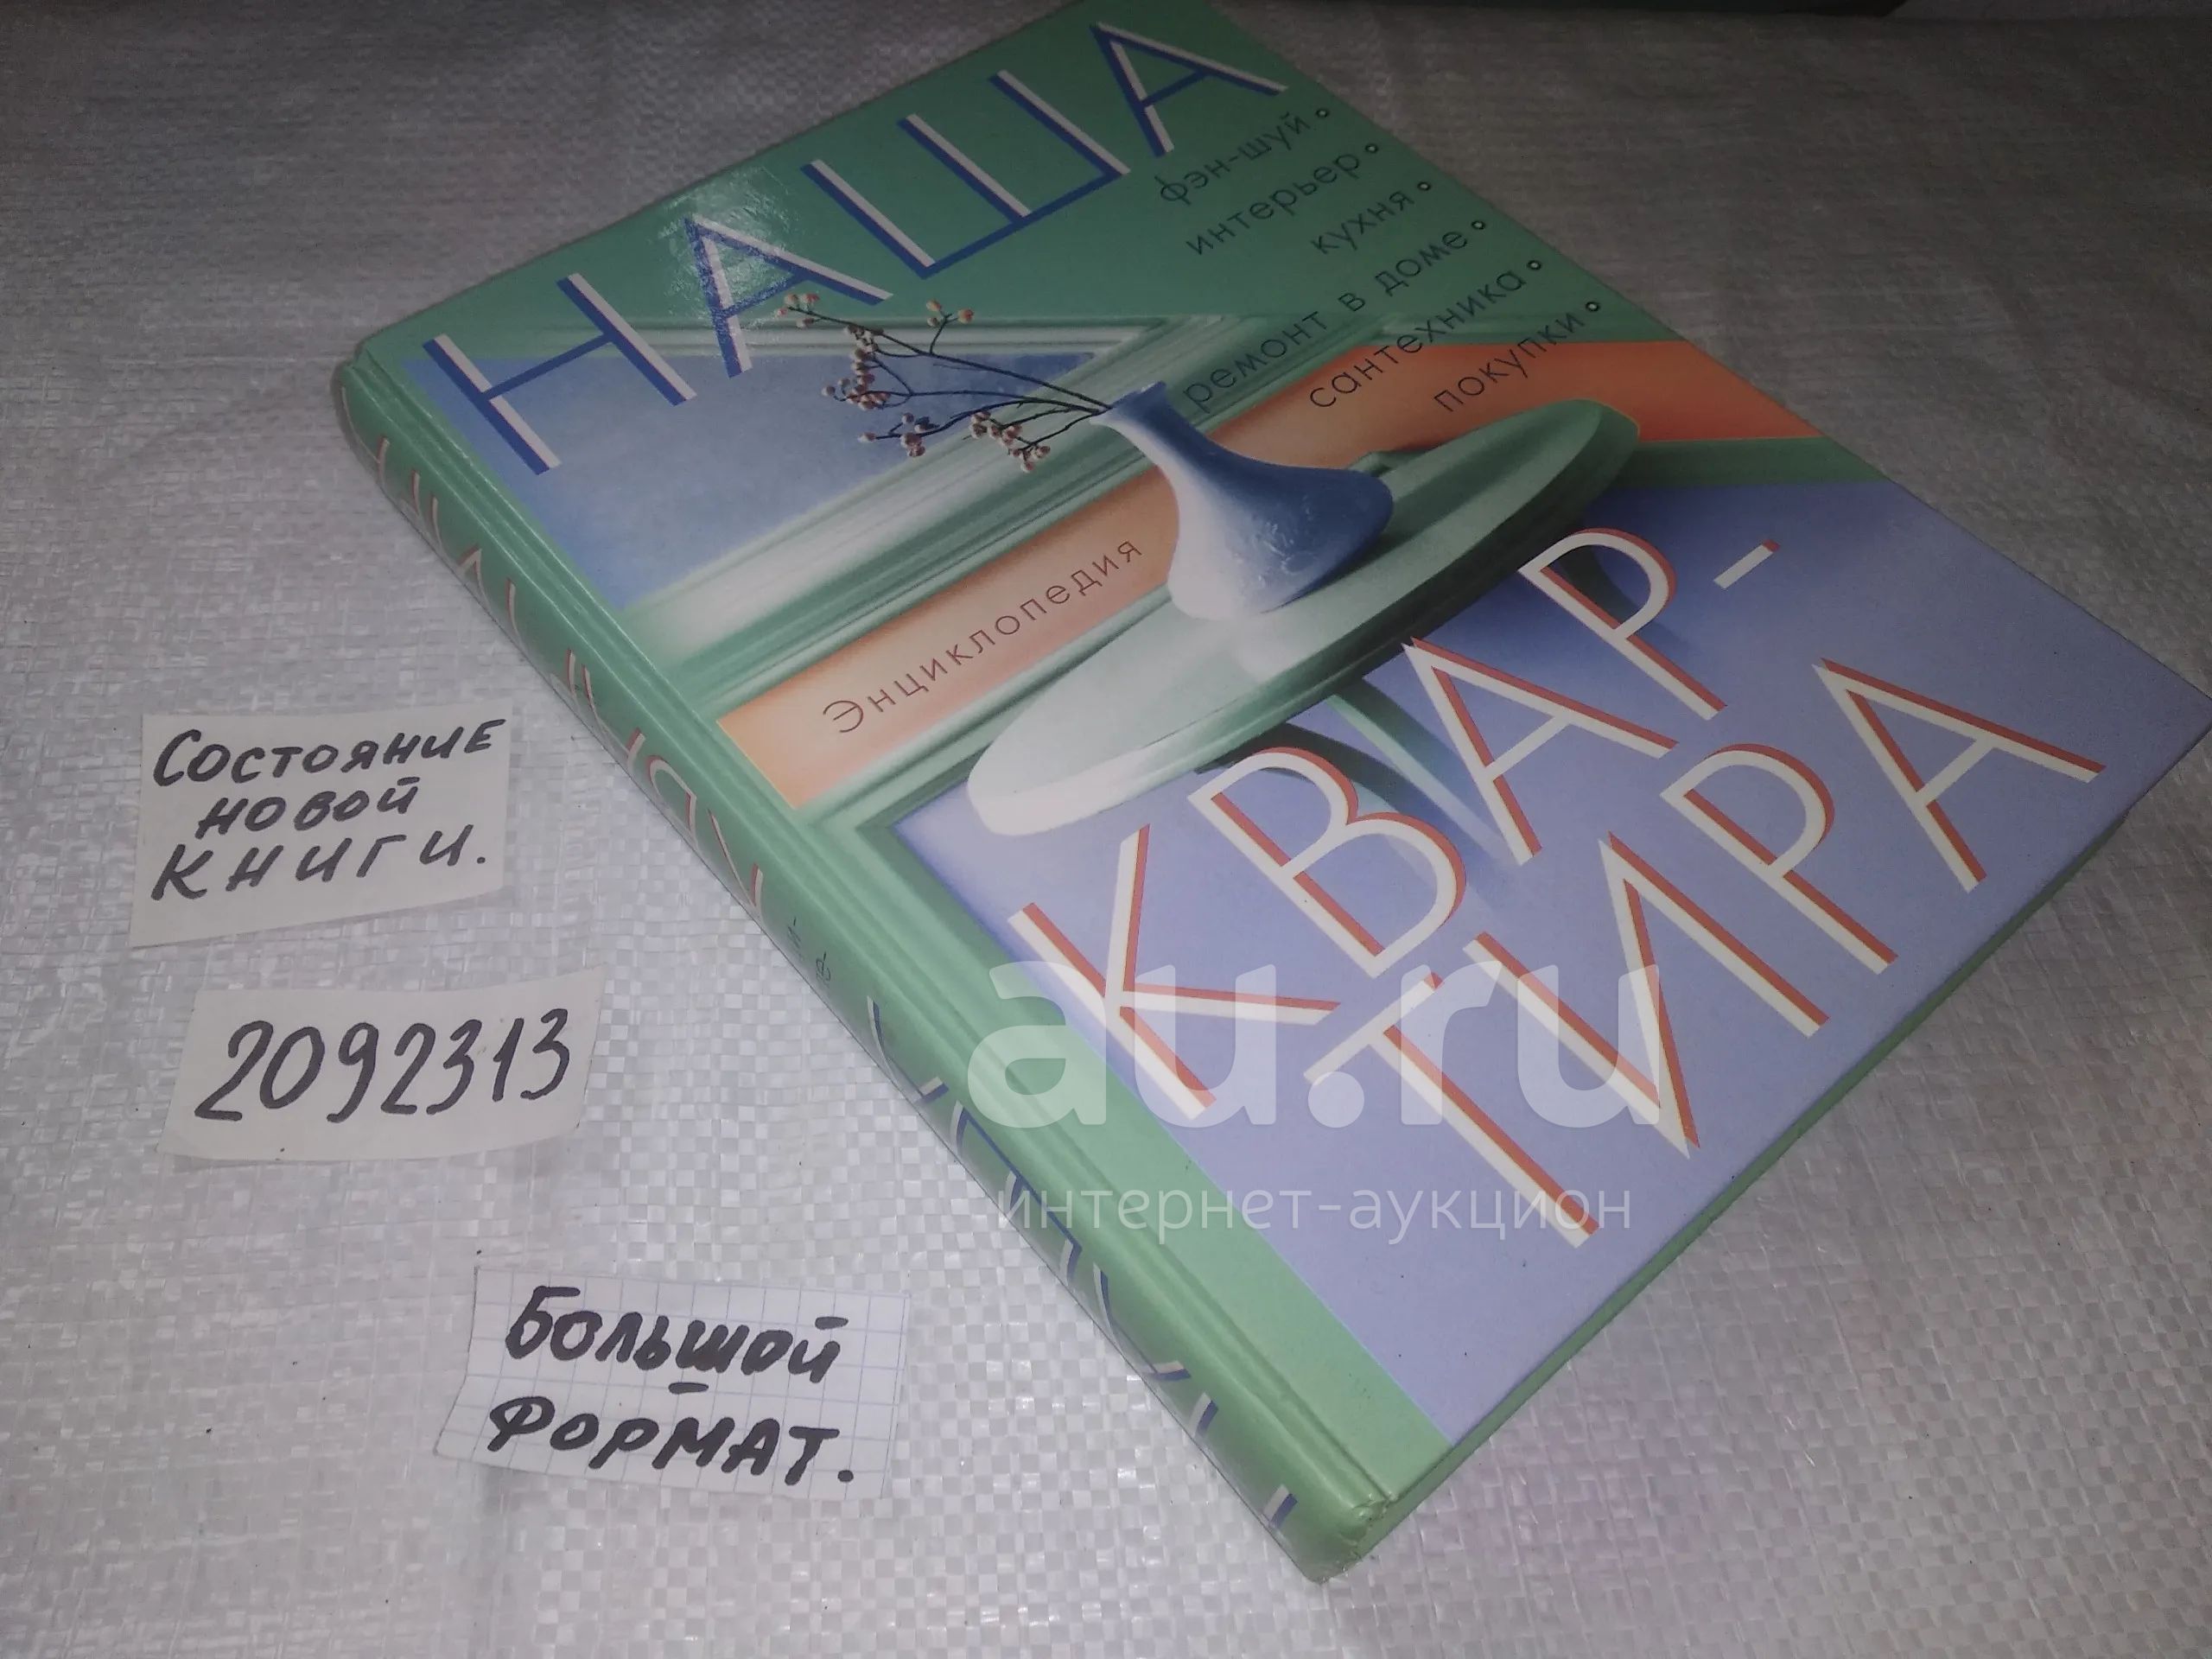 НАША
фэн-шуй
интерьер
кухня
ремонт в доме
сантехника
покупки
Энциклопедия
КВАР-
ТИРА
Состояние
новой
книги.
2092313
Большой
формат.
au.ru
интернет-аукцион